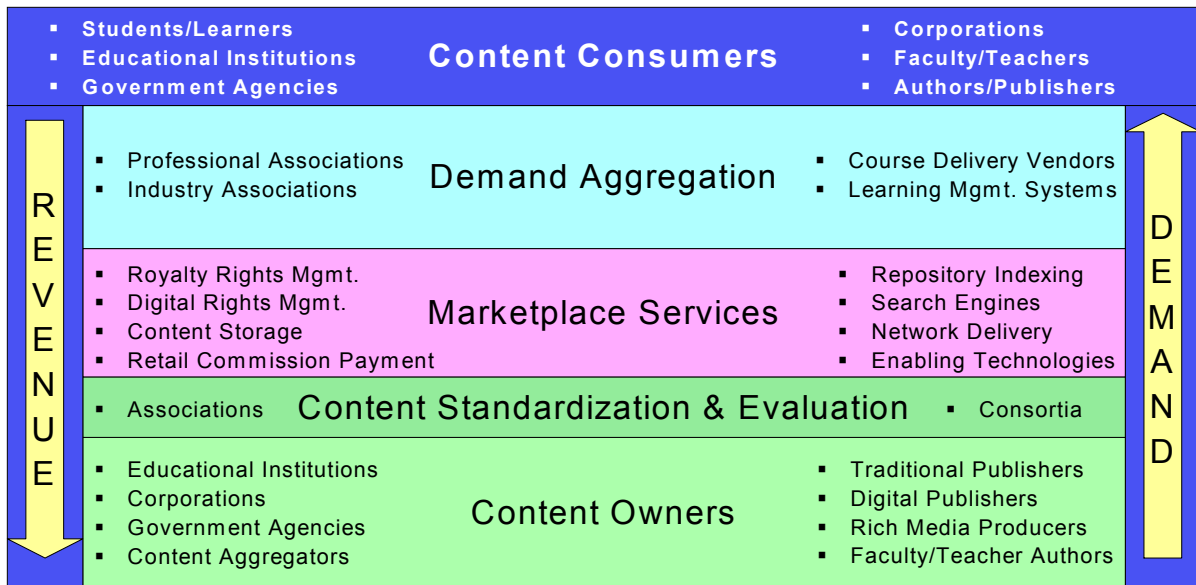 ▪ Students/Learners
▪ Educational Institutions
▪ Government Agencies
Content Consumers
▪ Corporations
▪ Faculty/Teachers
▪ Authors/Publishers
REVENUE
▪ Professional Associations
▪ Industry Associations
Demand Aggregation
▪ Course Delivery Vendors
▪ Learning Mgmt. Systems
▪ Royalty Rights Mgmt.
▪ Digital Rights Mgmt.
▪ Content Storage
▪ Retail Commission Payment
Marketplace Services
▪ Repository Indexing
▪ Search Engines
▪ Network Delivery
▪ Enabling Technologies
▪ Associations
Content Standardization & Evaluation
▪ Consortia
▪ Educational Institutions
▪ Corporations
▪ Government Agencies
▪ Content Aggregators
Content Owners
▪ Traditional Publishers
▪ Digital Publishers
▪ Rich Media Producers
▪ Faculty/Teacher Authors
DEMAND